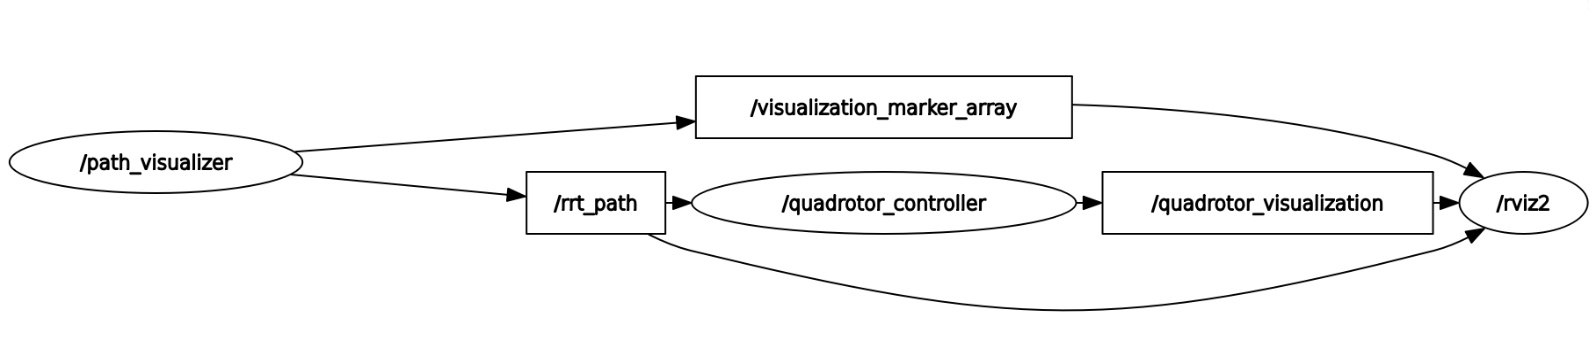 /visualization_marker_array
/path_visualizer
/rrt_path
/quadrotor_controller
/quadrotor_visualization
/rviz2